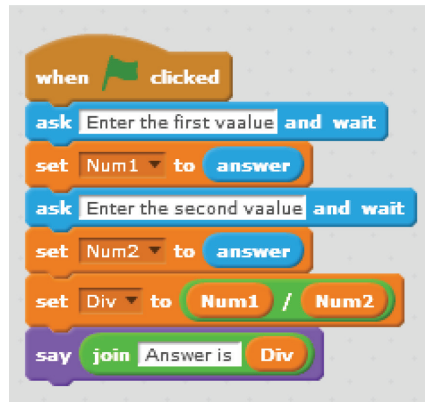 when clicked
ask Enter the first vaalue and wait
set Num1 to answer
ask Enter the second vaalue and wait
set Num2 to answer
set Div to Num1 / Num2
say join Answer is Div